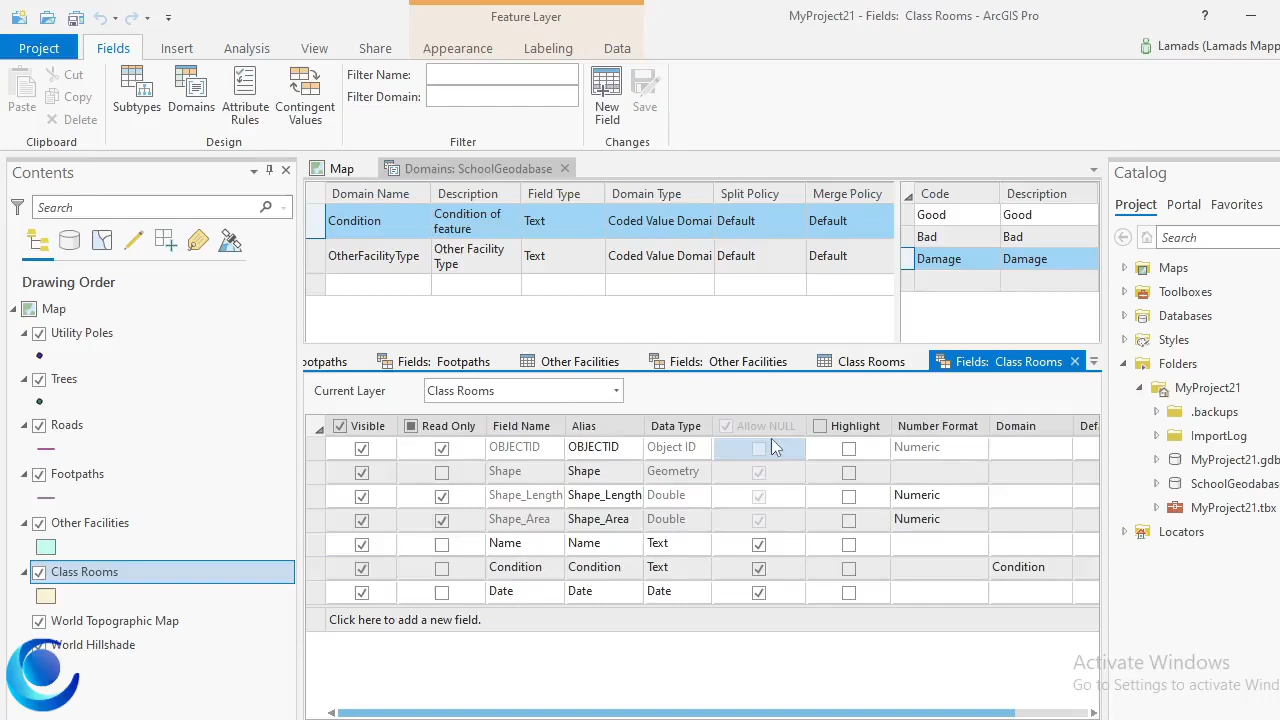 Feature Layer
MyProject21 - Fields: Class Rooms - ArcGIS Pro
?
Project Fields Insert Analysis View Share Appearance Labeling Data
Lamads (Lamads Mapp
Paste
Cut
Copy
Delete
Clipboard
Subtypes
Domains
Attribute Rules
Contingent Values
Design
Filter Name:
Filter Domain:
Filter
New Field
Save
Changes
Contents
Search
Drawing Order
Map
Utility Poles
Trees
Roads
Footpaths
Other Facilities
Class Rooms
World Topographic Map
World Hillshade
Map Domains: SchoolGeodabase
Domain Name Description Field Type Domain Type Split Policy Merge Policy
Condition Condition of feature Text Coded Value Domai Default Default
OtherFacilityType Other Facility Type Text Coded Value Domai Default Default
Code Description
Good Good
Bad Bad
Damage Damage
ootpaths Fields: Footpaths Other Facilities Fields: Other Facilities Class Rooms Fields: Class Rooms
Current Layer Class Rooms
Visible Read Only Field Name Alias Data Type Allow NULL Highlight Number Format Domain Def
OBJECTID OBJECTID Object ID Numeric
Shape Shape Geometry
Shape_Length Shape_Length Double Numeric
Shape_Area Shape_Area Double Numeric
Name Name Text
Condition Condition Text Condition
Date Date Date
Click here to add a new field.
Catalog
Project Portal Favorites
Search
Maps
Toolboxes
Databases
Styles
Folders
MyProject21
.backups
ImportLog
MyProject21.gdb
SchoolGeodabase
MyProject21.tbx
Locators
Activate Windows
Go to Settings to activate Wind